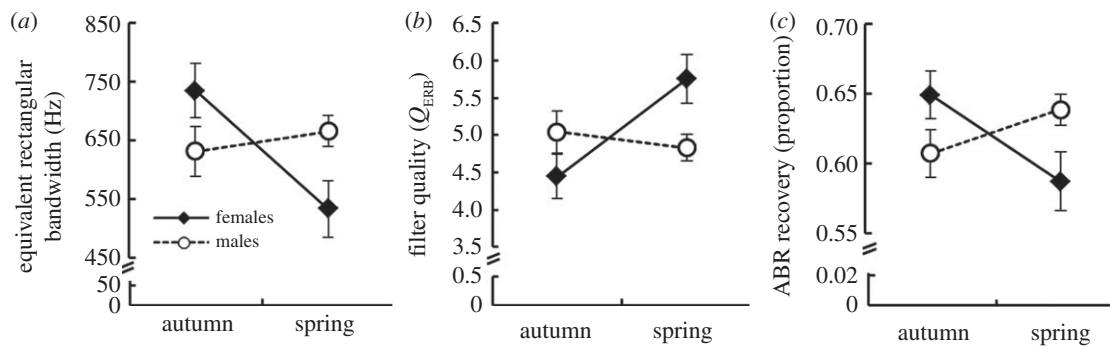 (a)
equivalent rectangular
bandwidth (Hz)
850
750
650
550
450
50
0
females
males
autumn
spring
(b)
filter quality (Q_ERB)
6.5
6.0
5.5
5.0
4.5
4.0
3.5
0.5
0
autumn
spring
(c)
ABR recovery (proportion)
0.70
0.65
0.60
0.55
0.02
0
autumn
spring